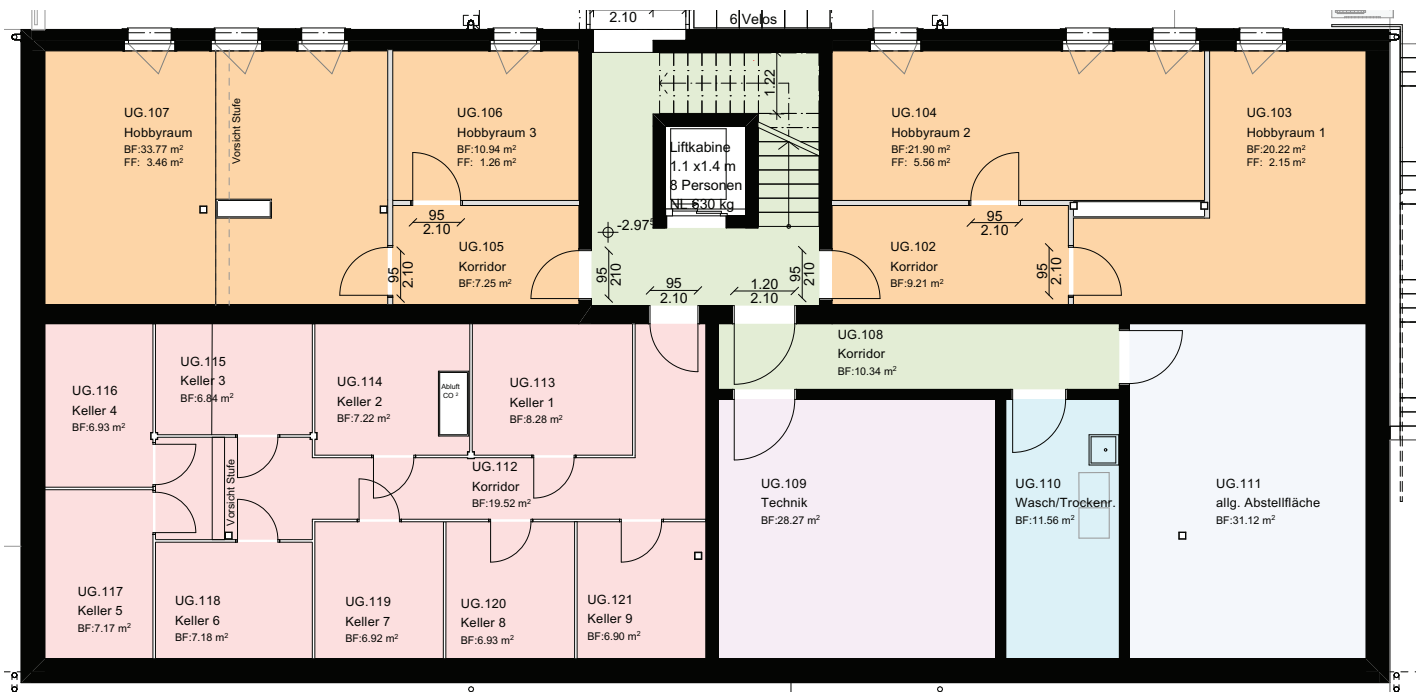 2.10
6 Velos
UG.107
Hobbyraum
BF:33.77 m²
FF: 3.46 m²
Vorsicht Stufe
UG.106
Hobbyraum 3
BF:10.94 m²
FF: 1.26 m²
1.22
Liftkabine
1.1 x1.4 m
8 Personen
NL 630 kg
UG.104
Hobbyraum 2
BF:21.90 m²
FF: 5.56 m²
UG.103
Hobbyraum 1
BF:20.22 m²
FF: 2.15 m²
95
2.10
UG.105
Korridor
BF:7.25 m²
95
2.10
-2.97⁵
95
210
95
2.10
1.20
2.10
95
210
UG.102
Korridor
BF:9.21 m²
95
2.10
95
2.10
UG.116
Keller 4
BF:6.93 m²
UG.115
Keller 3
BF:6.84 m²
UG.114
Keller 2
BF:7.22 m²
Abluft
CO ²
UG.113
Keller 1
BF:8.28 m²
UG.108
Korridor
BF:10.34 m²
UG.112
Korridor
BF:19.52 m²
Vorsicht Stufe
UG.109
Technik
BF:28.27 m²
UG.110
Wasch/Trockenr.
BF:11.56 m²
UG.111
allg. Abstellfläche
BF:31.12 m²
UG.117
Keller 5
BF:7.17 m²
UG.118
Keller 6
BF:7.18 m²
UG.119
Keller 7
BF:6.92 m²
UG.120
Keller 8
BF:6.93 m²
UG.121
Keller 9
BF:6.90 m²